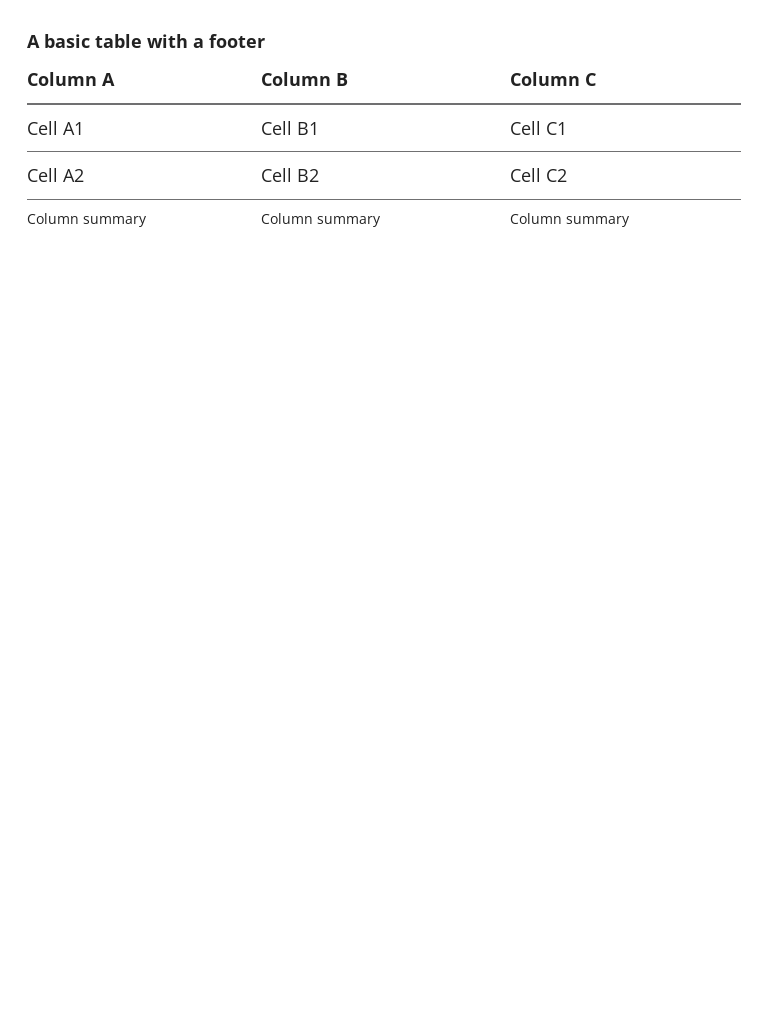 A basic table with a footer
Column A Column B Column C
Cell A1 Cell B1 Cell C1
Cell A2 Cell B2 Cell C2
Column summary Column summary Column summary